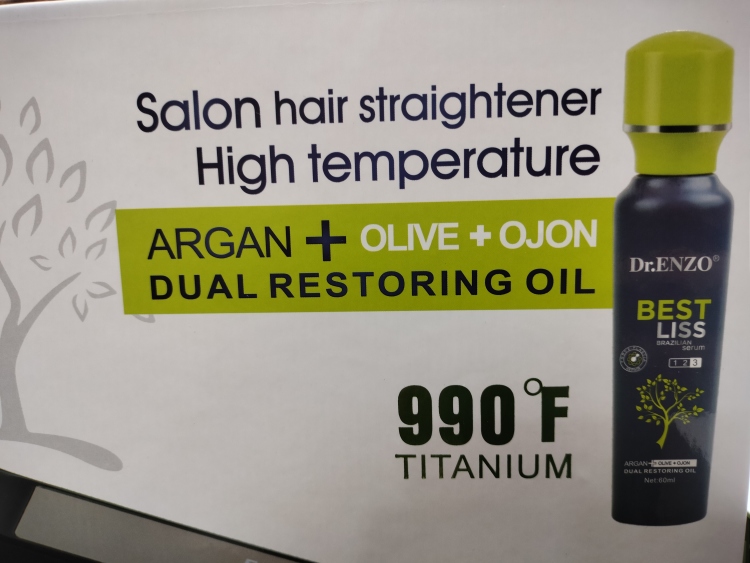 Salon hair straightener
High temperature
ARGAN + OLIVE + OJON
DUAL RESTORING OIL
990°F
TITANIUM
Dr.ENZO®
BEST
LISS
BRAZILIAN
serum
1 2 3
ARGAN + OLIVE + OJON
DUAL RESTORING OIL
Net:60ml